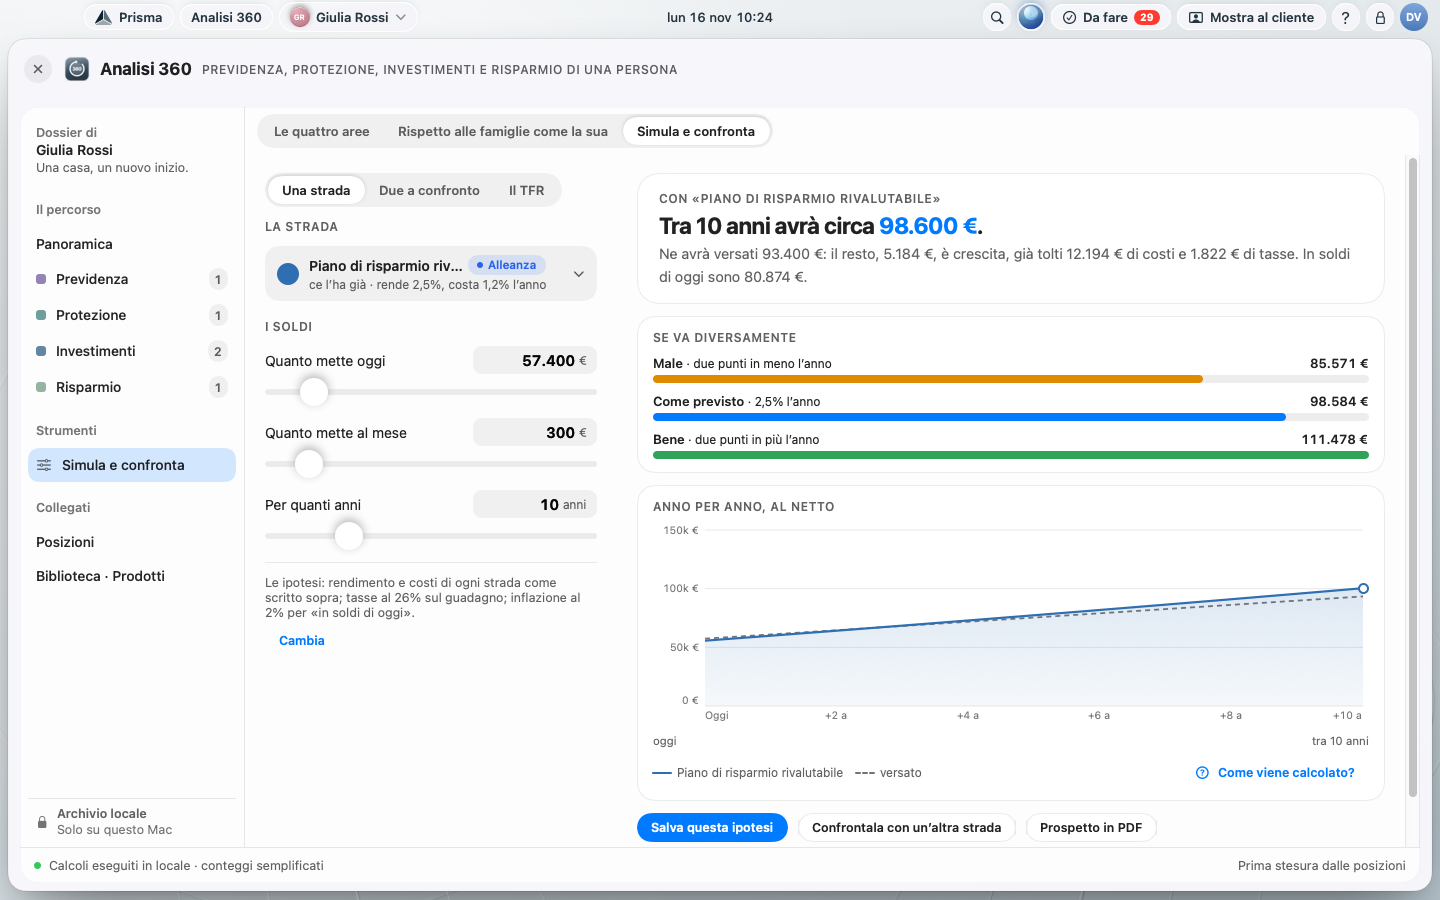 Prisma
Analisi 360
GR Giulia Rossi
lun 16 nov 10:24
Da fare 29
Mostra al cliente
?
DV
360
Analisi 360 PREVIDENZA, PROTEZIONE, INVESTIMENTI E RISPARMIO DI UNA PERSONA
Dossier di
Giulia Rossi
Una casa, un nuovo inizio.
Il percorso
Panoramica
Previdenza 1
Protezione 1
Investimenti 2
Risparmio 1
Strumenti
Simula e confronta
Collegati
Posizioni
Biblioteca · Prodotti
Archivio locale
Solo su questo Mac
Le quattro aree
Rispetto alle famiglie come la sua
Simula e confronta
Una strada
Due a confronto
Il TFR
LA STRADA
Piano di risparmio riv... Alleanza
ce l’ha già · rende 2,5%, costa 1,2% l’anno
I SOLDI
Quanto mette oggi 57.400 €
Quanto mette al mese 300 €
Per quanti anni 10 anni
Le ipotesi: rendimento e costi di ogni strada come
scritto sopra; tasse al 26% sul guadagno; inflazione al
2% per «in soldi di oggi».
Cambia
CON «PIANO DI RISPARMIO RIVALUTABILE»
Tra 10 anni avrà circa 98.600 €.
Ne avrà versati 93.400 €: il resto, 5.184 €, è crescita, già tolti 12.194 € di costi e 1.822 € di tasse. In soldi
di oggi sono 80.874 €.
SE VA DIVERSAMENTE
Male · due punti in meno l’anno 85.571 €
Come previsto · 2,5% l’anno 98.584 €
Bene · due punti in più l’anno 111.478 €
ANNO PER ANNO, AL NETTO
150k €
100k €
50k €
0 €
Oggi +2 a +4 a +6 a +8 a +10 a
oggi tra 10 anni
Piano di risparmio rivalutabile versato
? Come viene calcolato?
Salva questa ipotesi
Confrontala con un’altra strada
Prospetto in PDF
Calcoli eseguiti in locale · conteggi semplificati
Prima stesura dalle posizioni